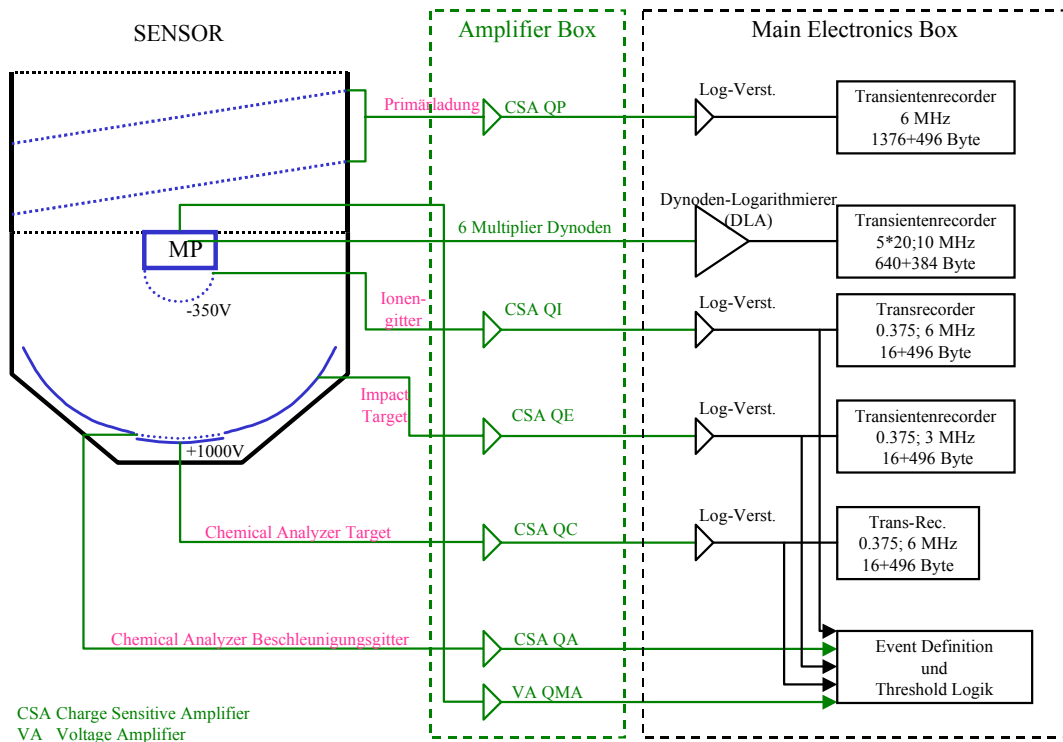 SENSOR
Amplifier Box
Main Electronics Box
Primärladung
CSA QP
Log-Verst.
Transientenrecorder
6 MHz
1376+496 Byte
MP
-350V
6 Multiplier Dynoden
Dynoden-Logarithmierer
(DLA)
Transientenrecorder
5*20;10 MHz
640+384 Byte
Ionen-
gitter
CSA QI
Log-Verst.
Transrecorder
0.375; 6 MHz
16+496 Byte
Impact
Target
CSA QE
Log-Verst.
Transientenrecorder
0.375; 3 MHz
16+496 Byte
+1000V
Chemical Analyzer Target
CSA QC
Log-Verst.
Trans-Rec.
0.375; 6 MHz
16+496 Byte
Chemical Analyzer Beschleunigungsgitter
CSA QA
VA QMA
Event Definition
und
Threshold Logik
CSA Charge Sensitive Amplifier
VA Voltage Amplifier